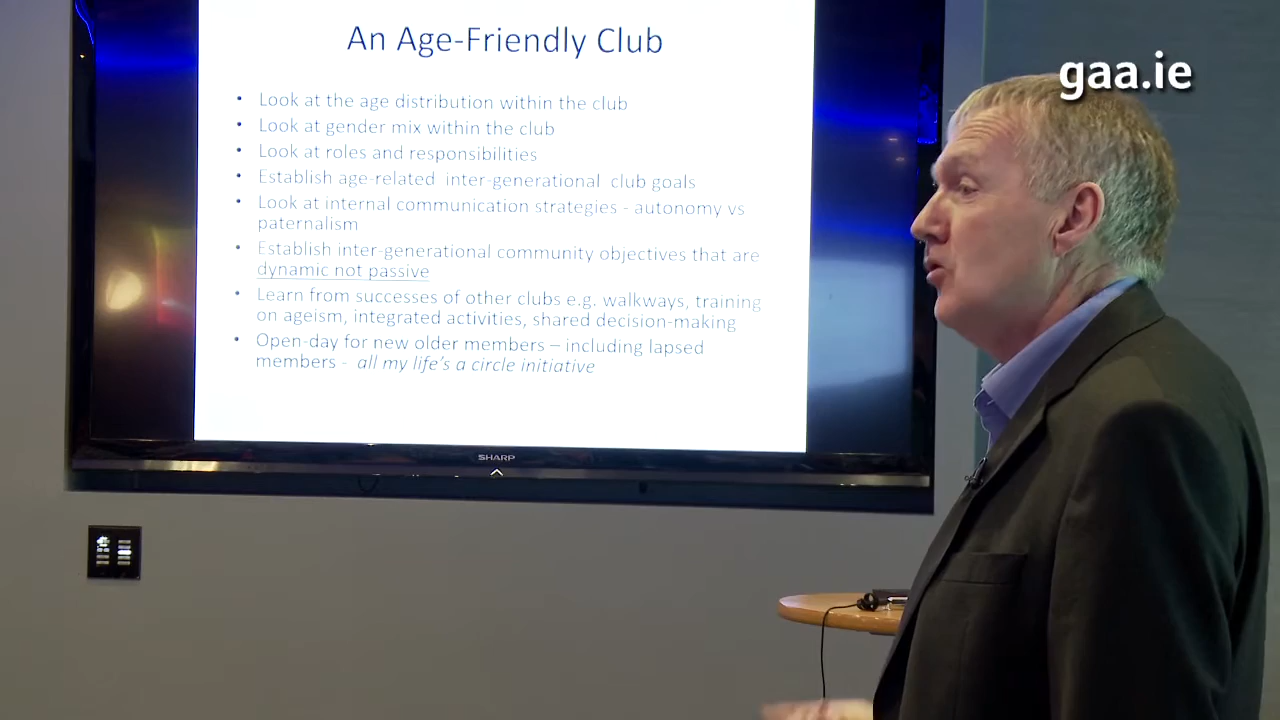 An Age-Friendly Club
gaa.ie
• Look at the age distribution within the club
• Look at gender mix within the club
• Look at roles and responsibilities
• Establish age-related inter-generational club goals
• Look at internal communication strategies - autonomy vs
paternalism
• Establish inter-generational community objectives that are
dynamic not passive
• Learn from successes of other clubs e.g. walkways, training
on ageism, integrated activities, shared decision-making
• Open-day for new older members – including lapsed
members - all my life's a circle initiative
SHARP